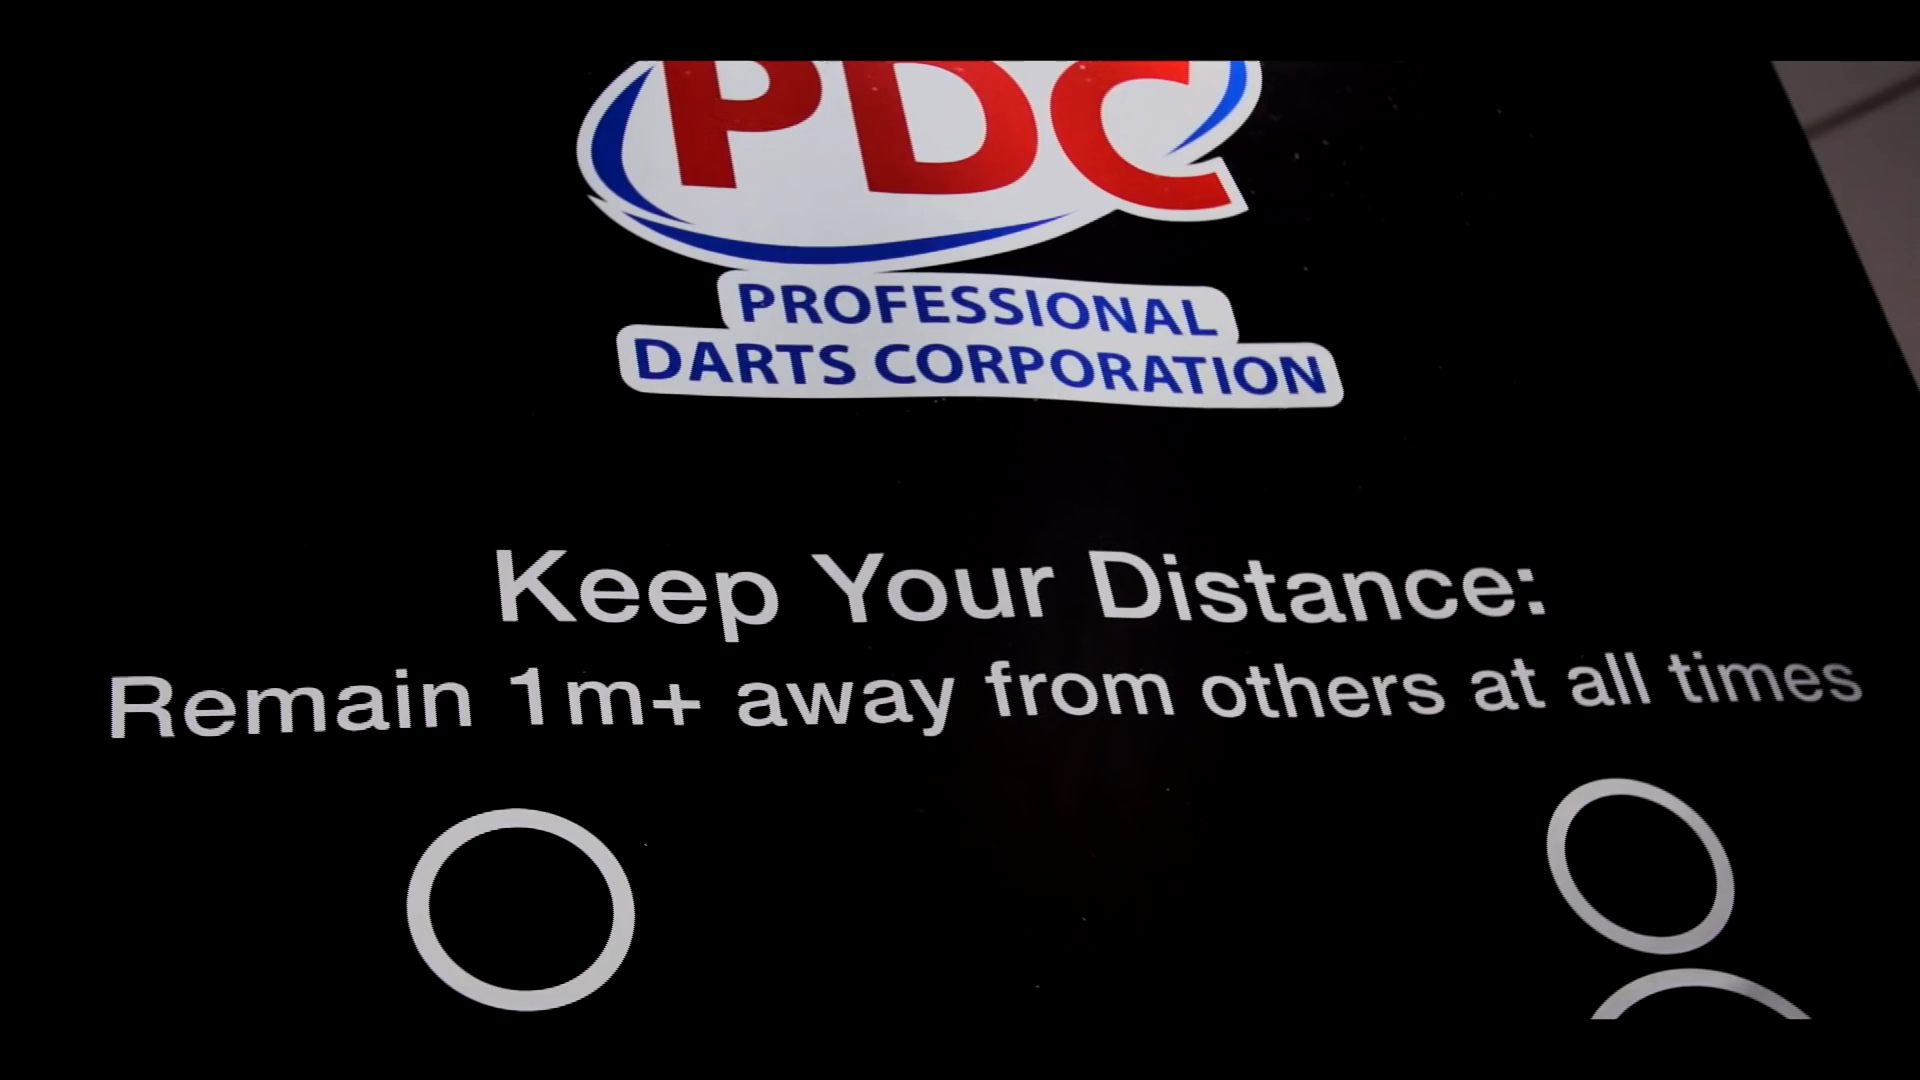 PDC
PROFESSIONAL
DARTS CORPORATION
Keep Your Distance:
Remain 1m+ away from others at all times